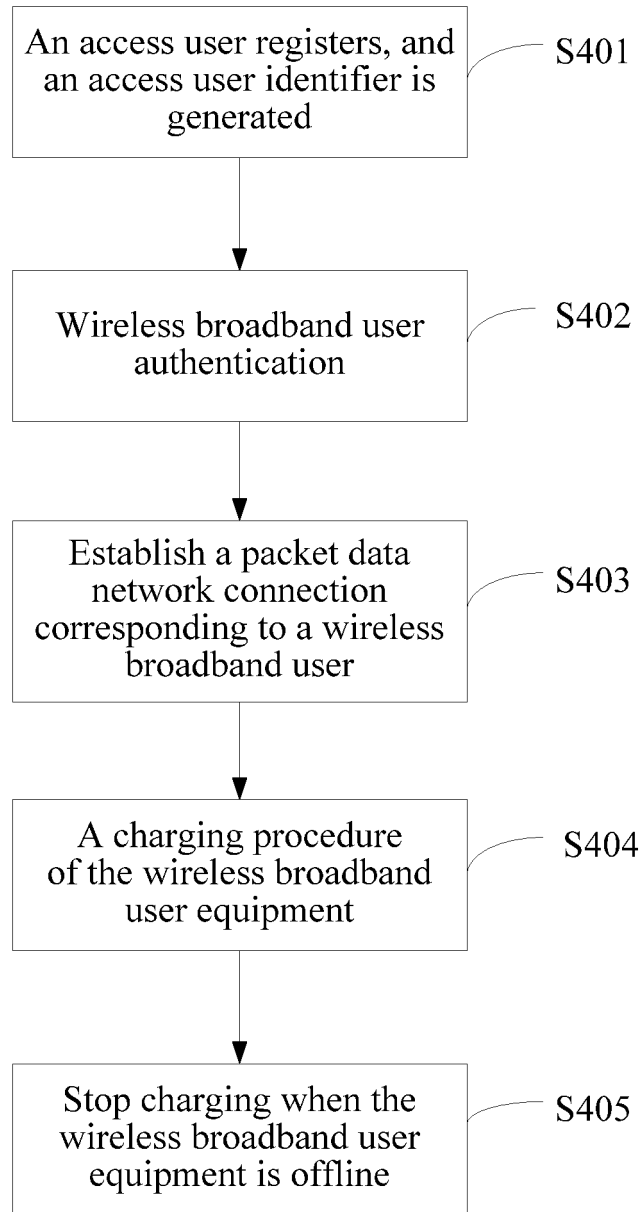 An access user registers, and
an access user identifier is
generated
S401
Wireless broadband user
authentication
S402
Establish a packet data
network connection
corresponding to a wireless
broadband user
S403
A charging procedure
of the wireless broadband
user equipment
S404
Stop charging when the
wireless broadband user
equipment is offline
S405